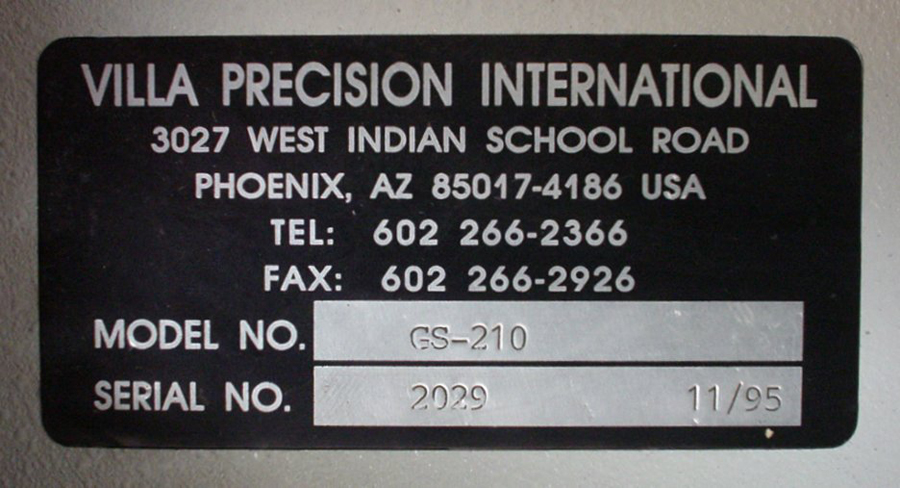 VILLA PRECISION INTERNATIONAL
3027 WEST INDIAN SCHOOL ROAD
PHOENIX, AZ 85017-4186 USA
TEL: 602 266-2366
FAX: 602 266-2926
MODEL NO. GS-210
SERIAL NO. 2029 11/95